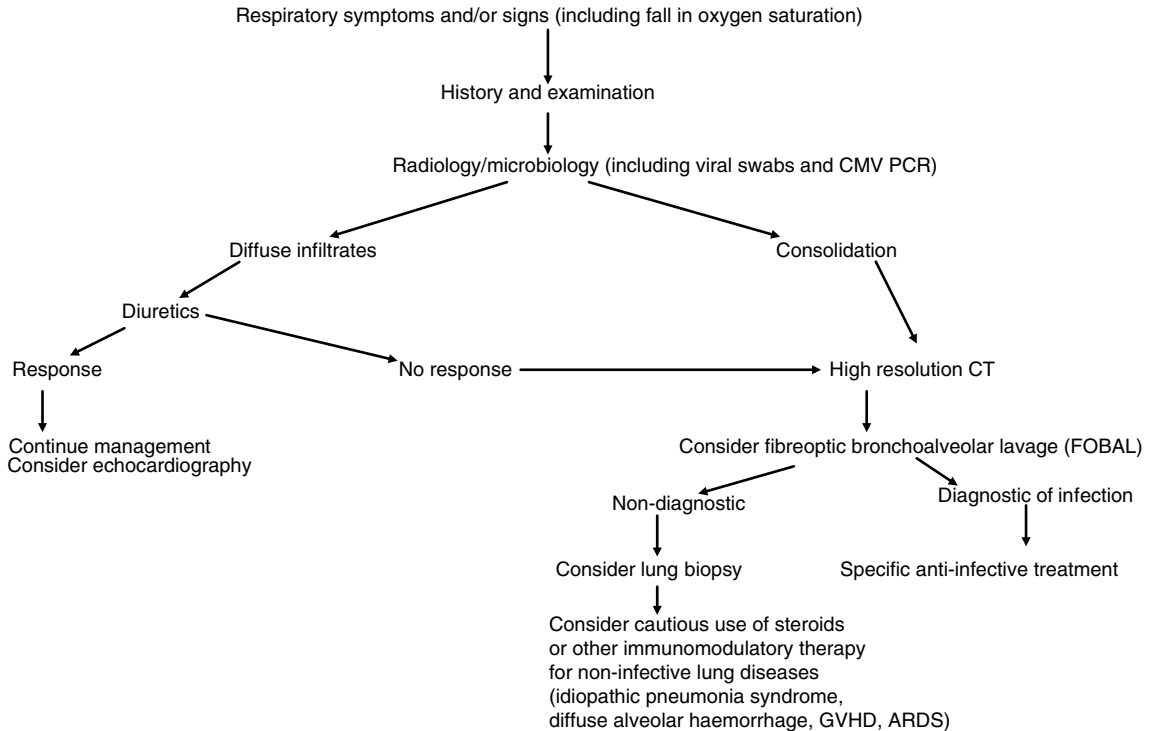 Respiratory symptoms and/or signs (including fall in oxygen saturation)
History and examination
Radiology/microbiology (including viral swabs and CMV PCR)
Diffuse infiltrates
Consolidation
Diuretics
Response
No response
High resolution CT
Continue management
Consider echocardiography
Consider fibreoptic bronchoalveolar lavage (FOBAL)
Non-diagnostic
Diagnostic of infection
Consider lung biopsy
Specific anti-infective treatment
Consider cautious use of steroids
or other immunomodulatory therapy
for non-infective lung diseases
(idiopathic pneumonia syndrome,
diffuse alveolar haemorrhage, GVHD, ARDS)